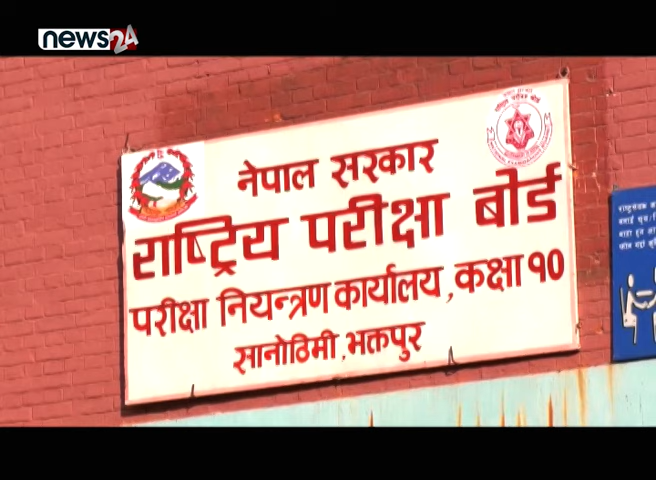 news24
नेपाल सरकार
राष्ट्रिय परीक्षा बोर्ड
परीक्षा नियन्त्रण कार्यालय, कक्षा १०
सानोठिमी, भक्तपुर